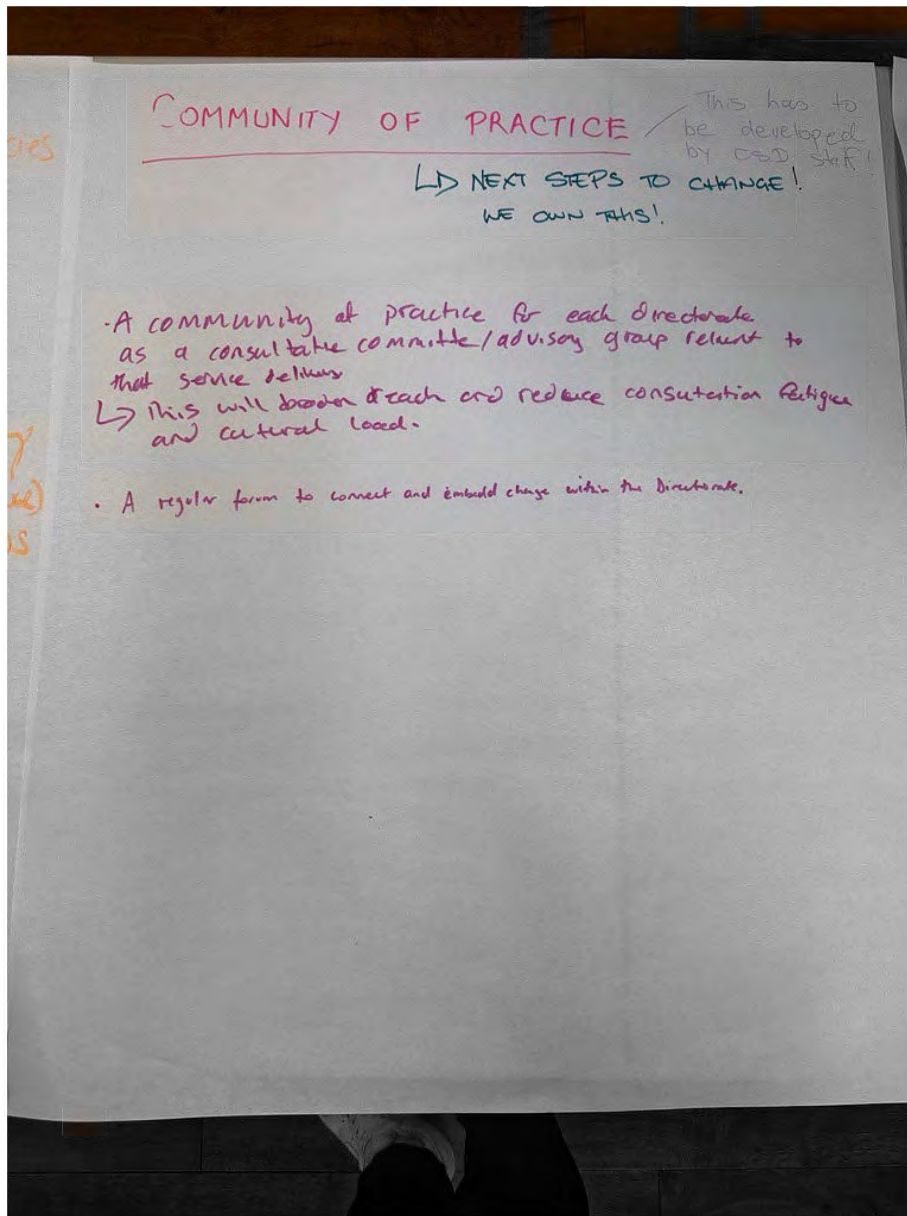 COMMUNITY OF PRACTICE
This has to
be developed
by CSD staff!
↳ NEXT STEPS TO CHANGE!
WE OWN THIS!
· A community of practice for each directorate
as a consultative committe/advisory group relevant to
that service delivery
↳ This will broaden reach and reduce consutation fatigue
and cultural load.
· A regular forum to connect and embedd change within the Directorate.